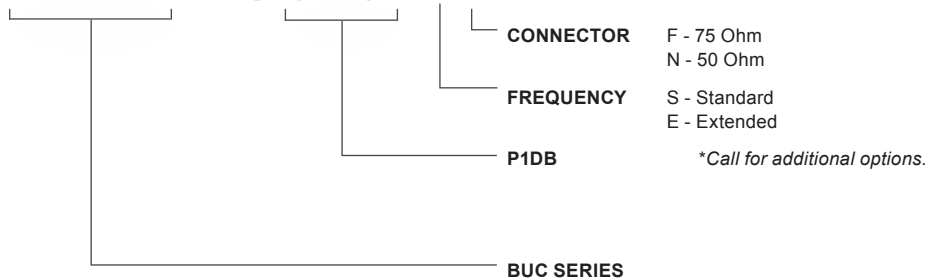 CONNECTOR F - 75 Ohm
N - 50 Ohm
FREQUENCY S - Standard
E - Extended
P1DB *Call for additional options.
BUC SERIES